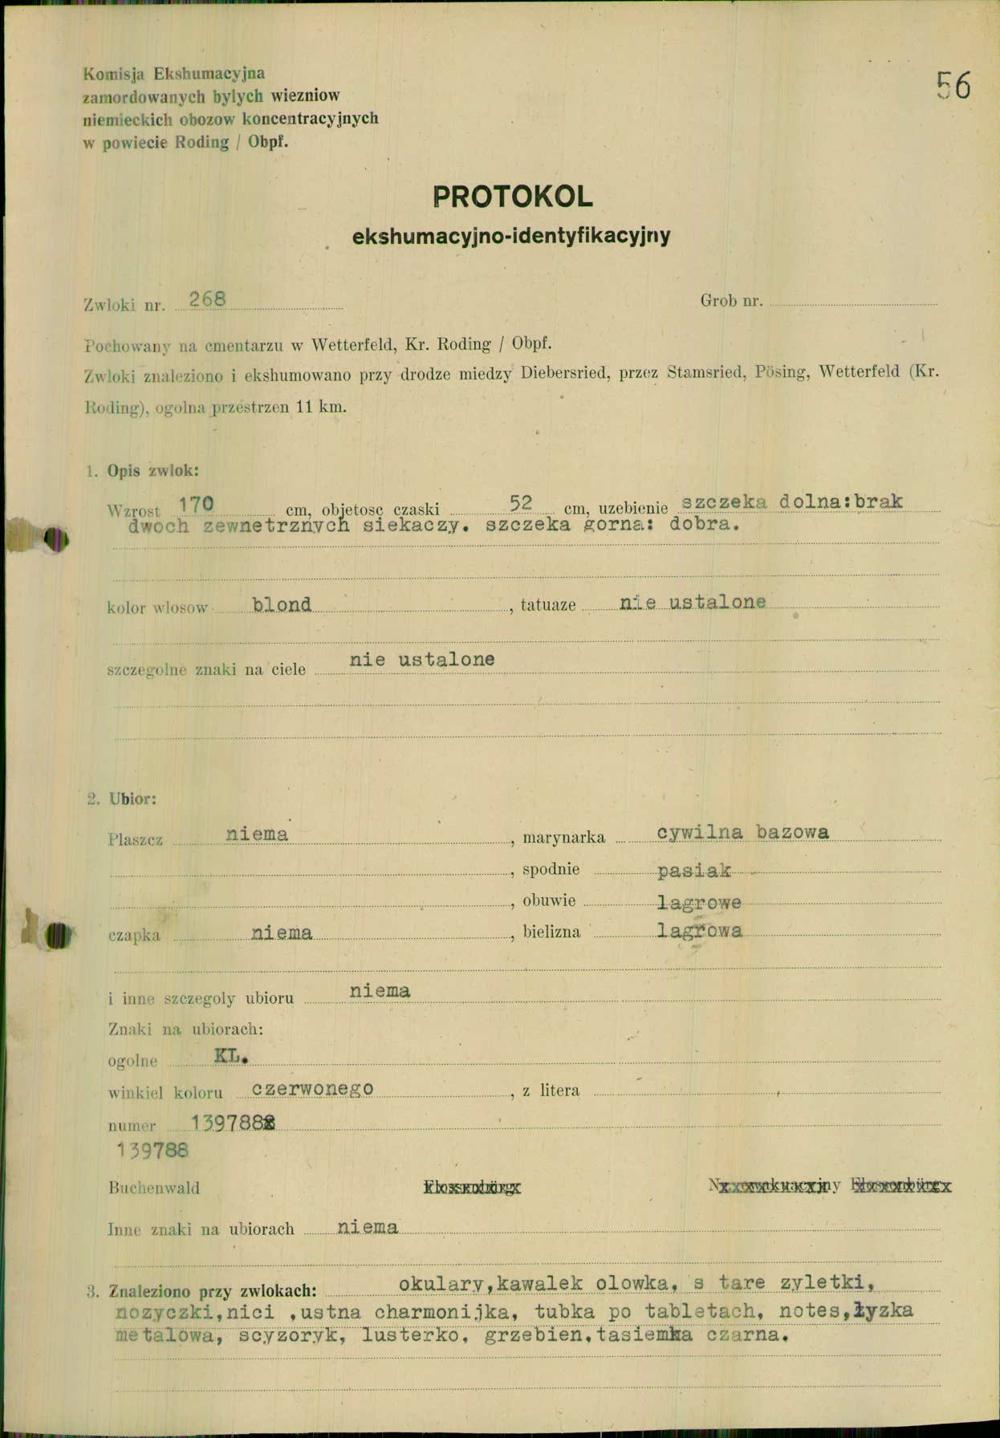 Komisja Ekshumacyjna
zamordowanych bylych wiezniow
niemieckich obozow koncentracyjnych
w powiecie Roding / Obpf.
56
PROTOKOL
ekshumacyjno-identyfikacyjny
Zwloki nr. 268 Grob nr.
Pochowany na cmentarzu w Wetterfeld, Kr. Roding / Obpf.
Zwloki znaleziono i ekshumowano przy drodze miedzy Diebersried, przez Stamsried, Pösing, Wetterfeld (Kr.
Roding), ogolna przestrzen 11 km.
1. Opis zwlok:
Wzrost 170 cm, objetosc czaski 52 cm, uzebienie szczeka dolna:brak
dwoch zewnetrznych siekaczy. szczeka gorna: dobra.
kolor wlosow blond , tatuaze nie ustalone
szczegolne znaki na ciele nie ustalone
2. Ubior:
Plaszcz niema , marynarka cywilna bazowa
, spodnie pasiak
, obuwie lagrowe
czapka niema , bielizna lagrowa
i inne szczegoly ubioru niema
Znaki na ubiorach:
ogolne KL.
winkiel koloru czerwonego , z litera
numer 139788
139788
Buchenwald
Inne znaki na ubiorach niema
3. Znaleziono przy zwlokach: okulary,kawalek olowka, s tare zyletki,
nozyczki,nici ,ustna charmonijka, tubka po tabletach, notes,łyzka
metalowa, scyzoryk, lusterko, grzebien,tasiemka czarna.